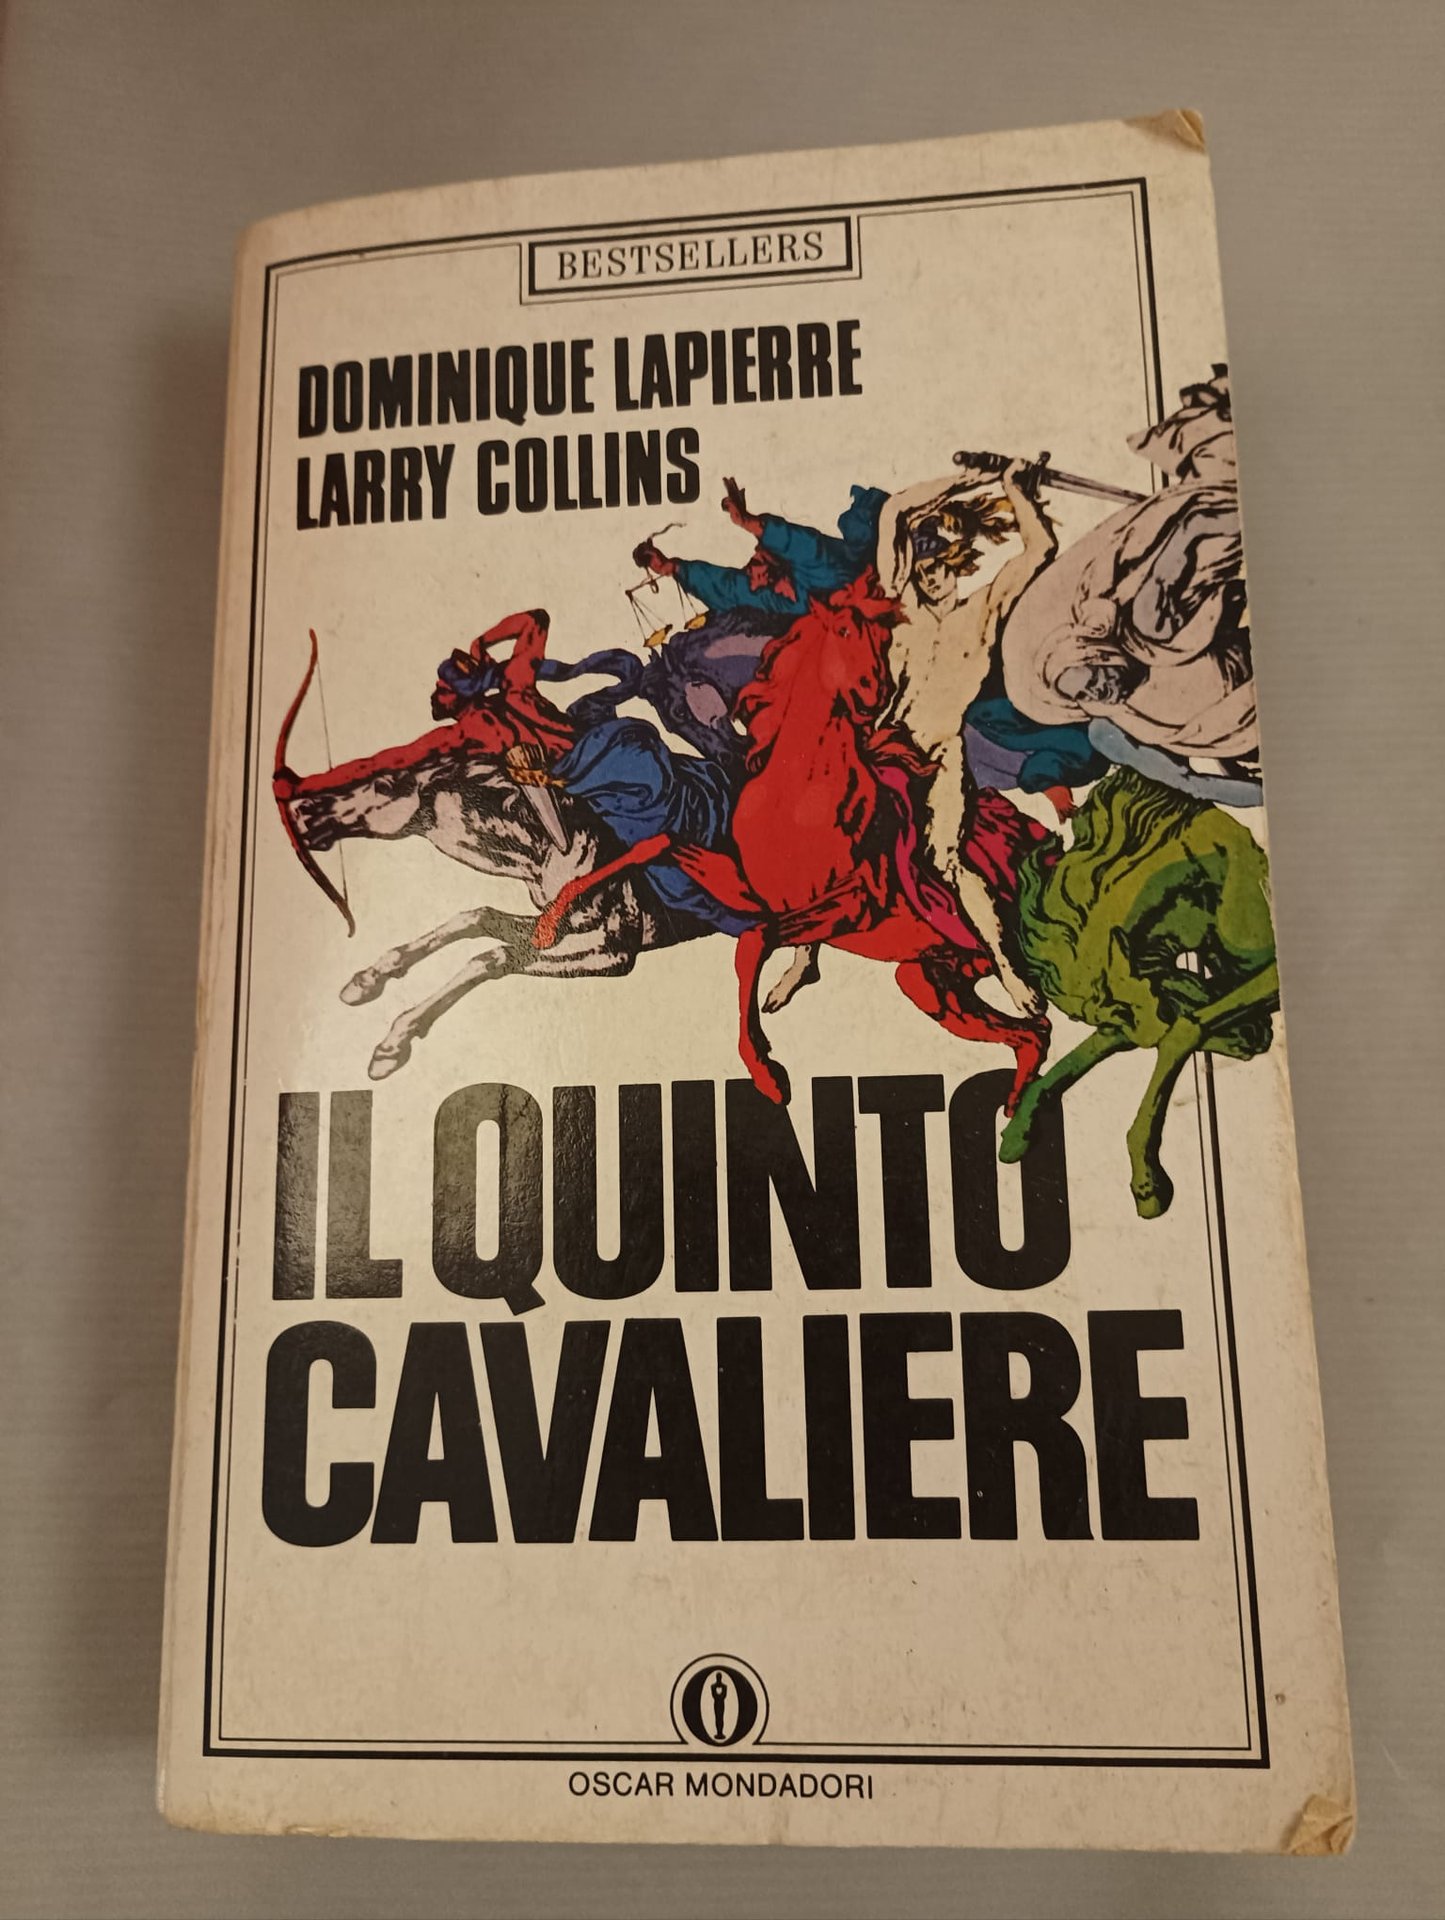 BESTSELLERS
DOMINIQUE LAPIERRE
LARRY COLLINS
IL QUINTO
CAVALIERE
OSCAR MONDADORI